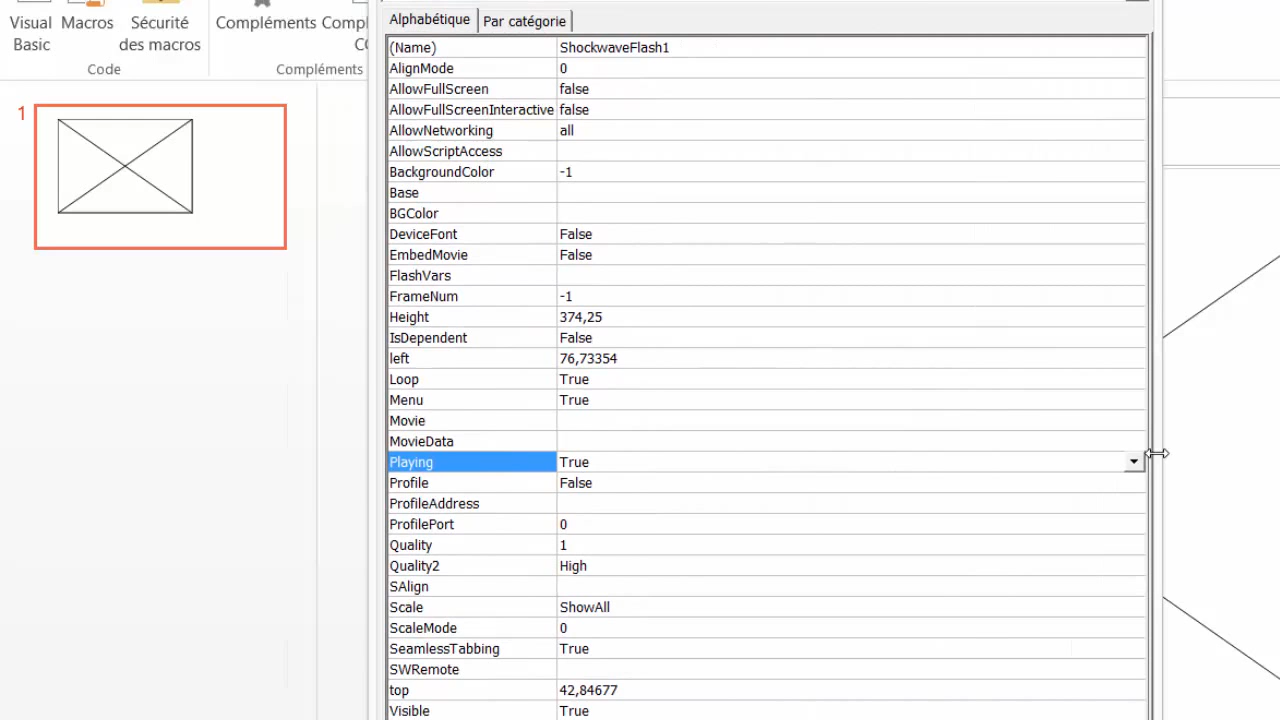 Visual Basic
Macros
Sécurité des macros
Compléments
Compl
Code
Compléments
1
Alphabétique
Par catégorie
(Name) ShockwaveFlash1
AlignMode 0
AllowFullScreen false
AllowFullScreenInteractive false
AllowNetworking all
AllowScriptAccess
BackgroundColor -1
Base
BGColor
DeviceFont False
EmbedMovie False
FlashVars
FrameNum -1
Height 374,25
IsDependent False
left 76,73354
Loop True
Menu True
Movie
MovieData
Playing True
Profile False
ProfileAddress
ProfilePort 0
Quality 1
Quality2 High
SAlign
Scale ShowAll
ScaleMode 0
SeamlessTabbing True
SWRemote
top 42,84677
Visible True